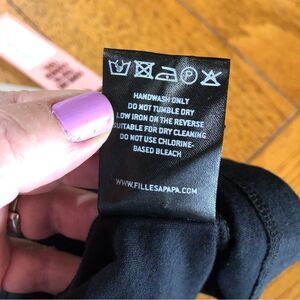 HANDWASH ONLY
DO NOT TUMBLE DRY
LOW IRON ON THE REVERSE
SUITABLE FOR DRY CLEANING
DO NOT USE CHLORINE-
BASED BLEACH
WWW.FILLESAPAPA.COM